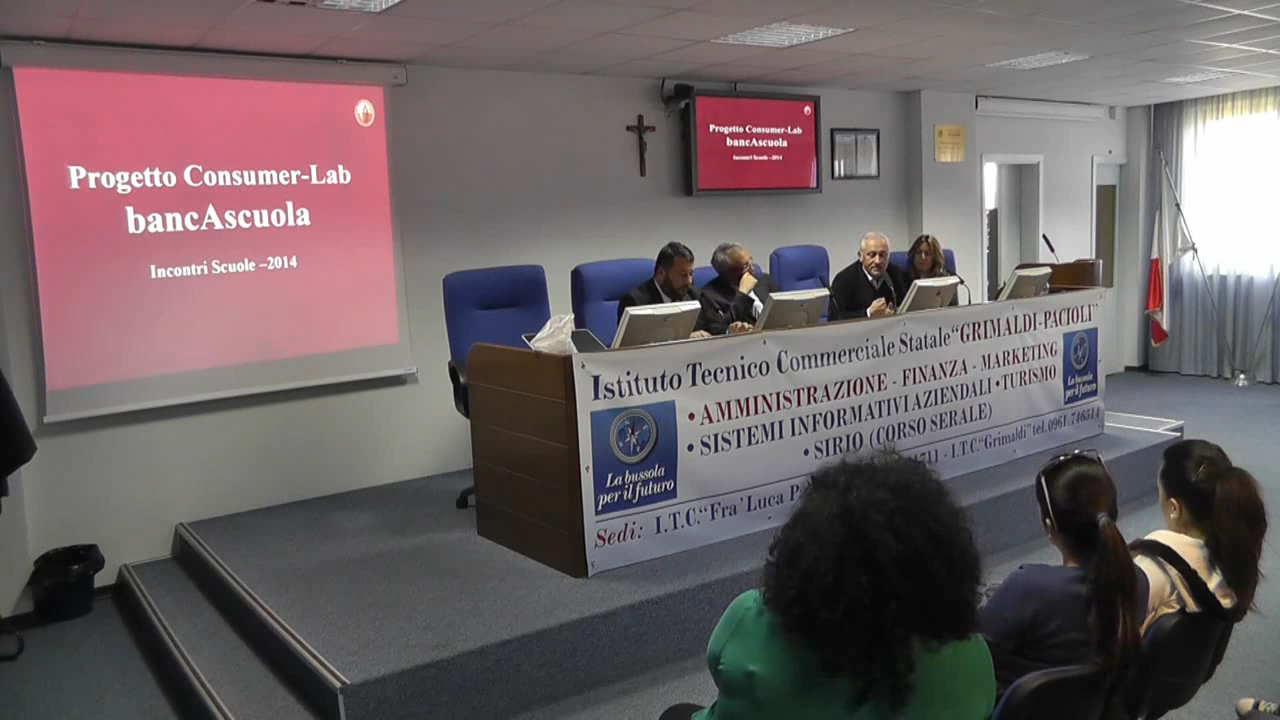 Progetto Consumer-Lab
bancAscuola
Incontri Scuole –2014
Progetto Consumer-Lab
bancAscuola
Incontri Scuole –2014
Istituto Tecnico Commerciale Statale "GRIMALDI-PACIOLI"
• AMMINISTRAZIONE - FINANZA - MARKETING
• SISTEMI INFORMATIVI AZIENDALI • TURISMO
• SIRIO (CORSO SERALE)
La bussola
per il futuro
La bussola
per il futuro
Sedi: I.T.C. "Fra' Luca I.T.C. "Grimaldi" tel. 0961.746514